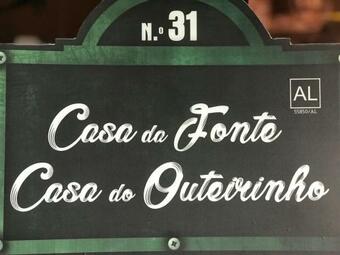 N.º 31
AL
55850/AL
Casa da Fonte
Casa do Outeirinho